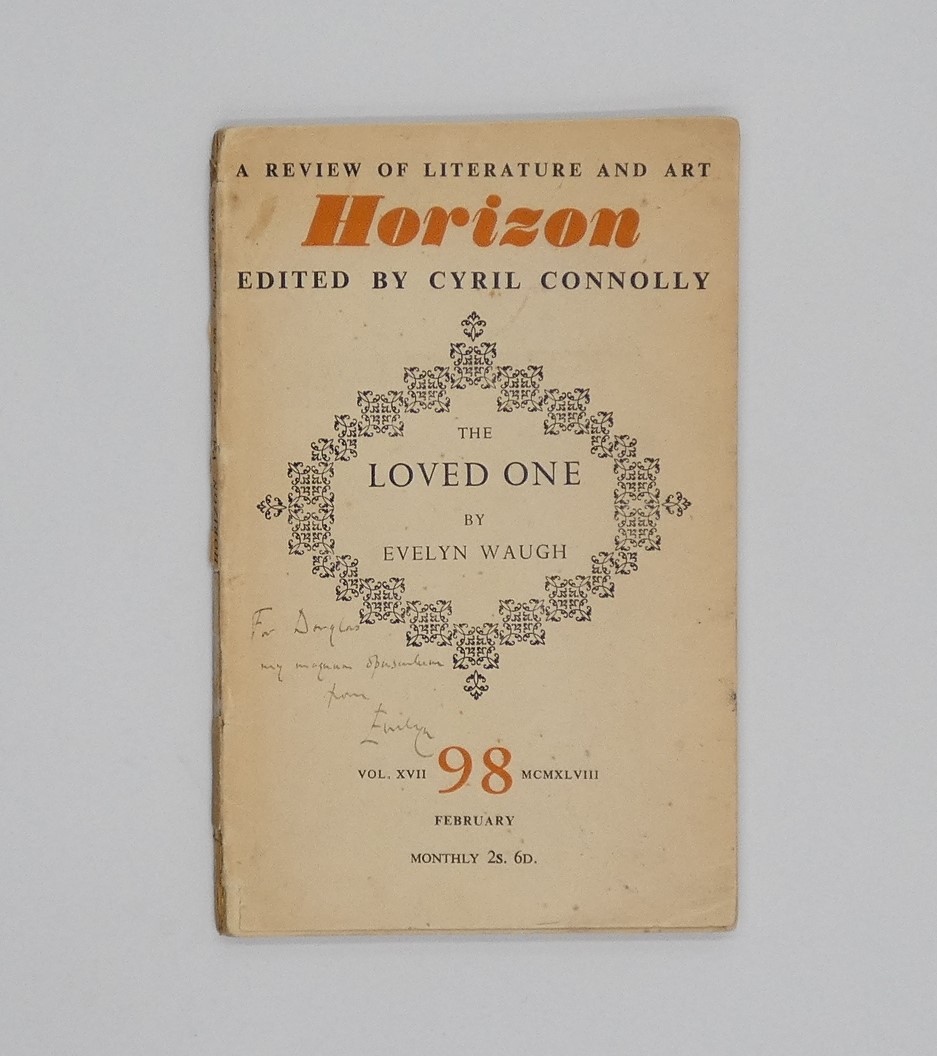 A REVIEW OF LITERATURE AND ART
Horizon
EDITED BY CYRIL CONNOLLY
THE
LOVED ONE
BY
EVELYN WAUGH
For Douglas
my magnum opusculum
from
Evelyn
VOL. XVII 98 MCMXLVIII
FEBRUARY
MONTHLY 2s. 6D.